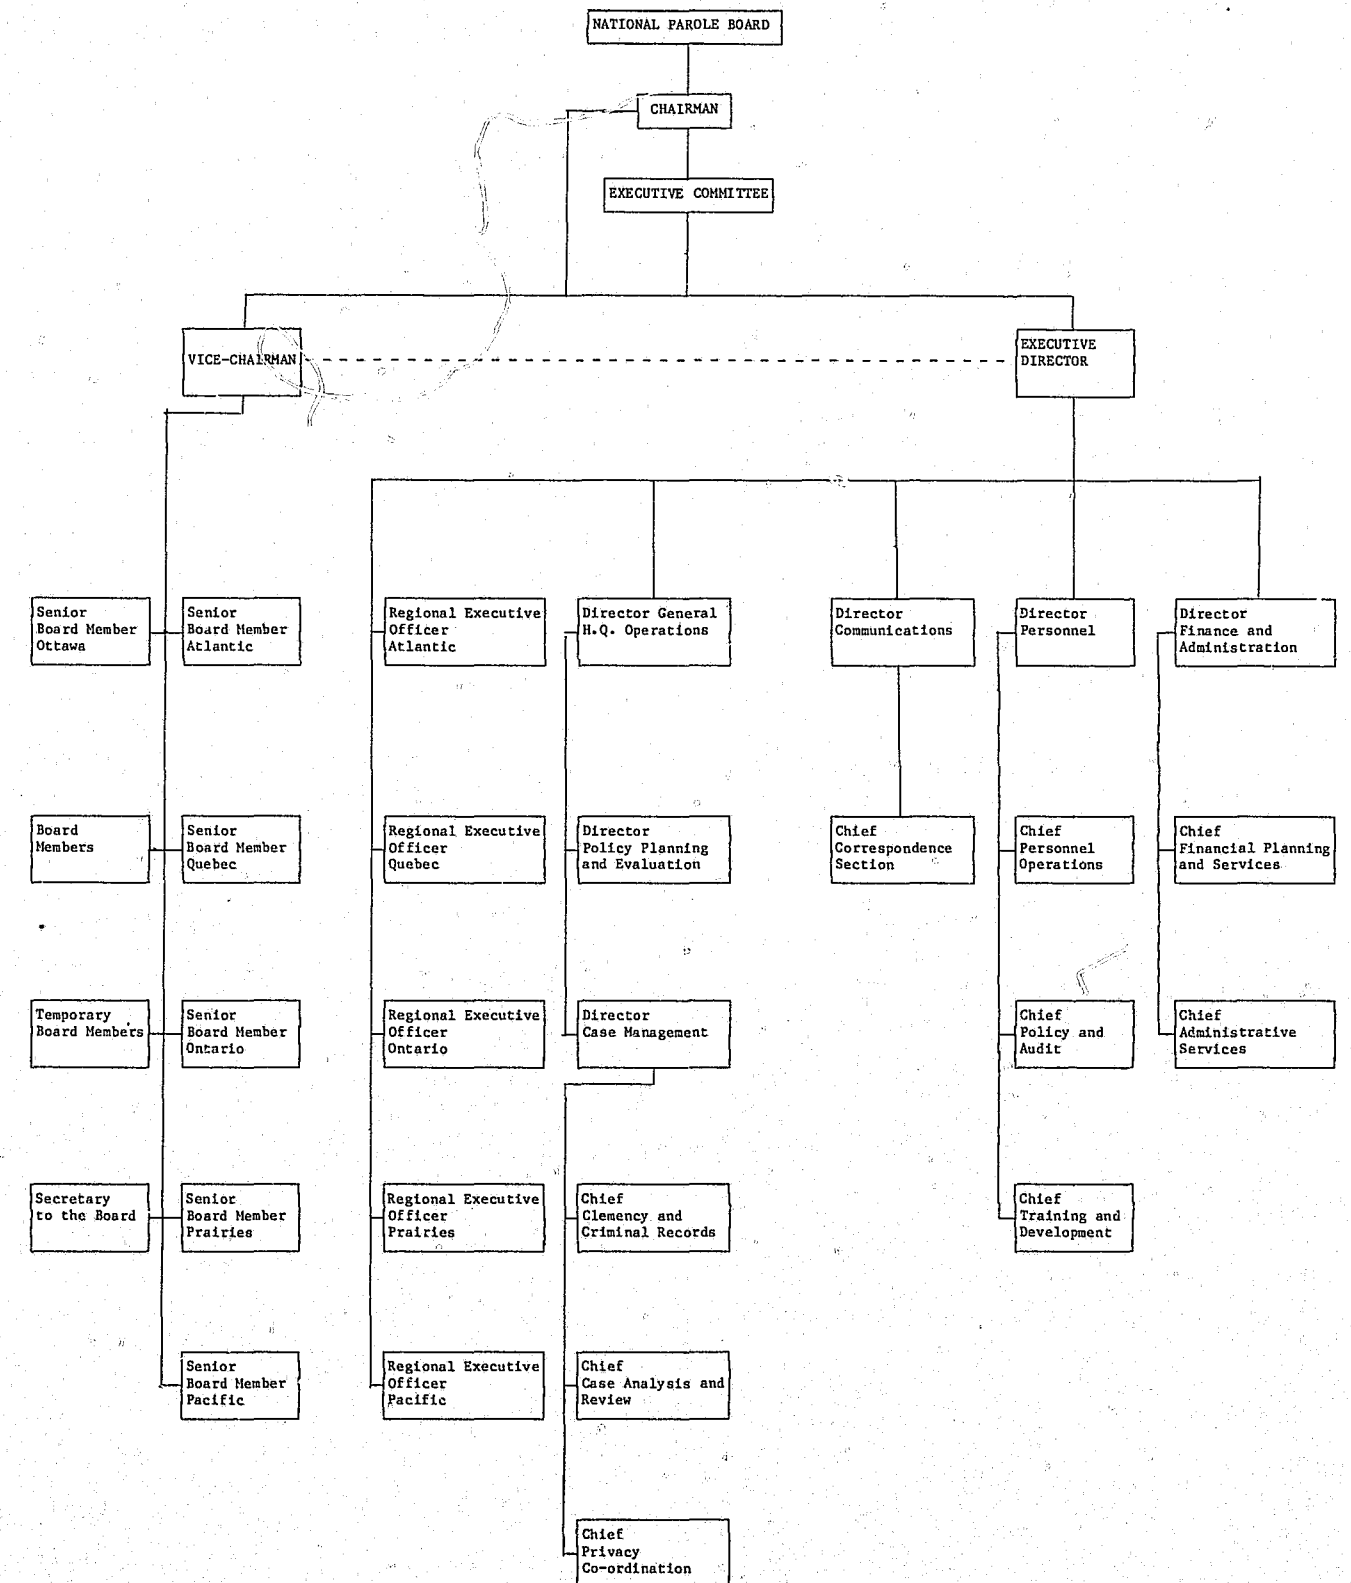 NATIONAL PAROLE BOARD
CHAIRMAN
EXECUTIVE COMMITTEE
VICE-CHAIRMAN
EXECUTIVE
DIRECTOR
Senior
Board Member
Ottawa
Senior
Board Member
Atlantic
Regional Executive
Officer
Atlantic
Director General
H.Q. Operations
Director
Communications
Director
Personnel
Director
Finance and
Administration
Board
Members
Senior
Board Member
Quebec
Regional Executive
Officer
Quebec
Director
Policy Planning
and Evaluation
Chief
Correspondence
Section
Chief
Personnel
Operations
Chief
Financial Planning
and Services
Temporary
Board Members
Senior
Board Member
Ontario
Regional Executive
Officer
Ontario
Director
Case Management
Chief
Policy and
Audit
Chief
Administrative
Services
Secretary
to the Board
Senior
Board Member
Prairies
Regional Executive
Officer
Prairies
Chief
Clemency and
Criminal Records
Chief
Training and
Development
Senior
Board Member
Pacific
Regional Executive
Officer
Pacific
Chief
Case Analysis and
Review
Chief
Privacy
Co-ordination